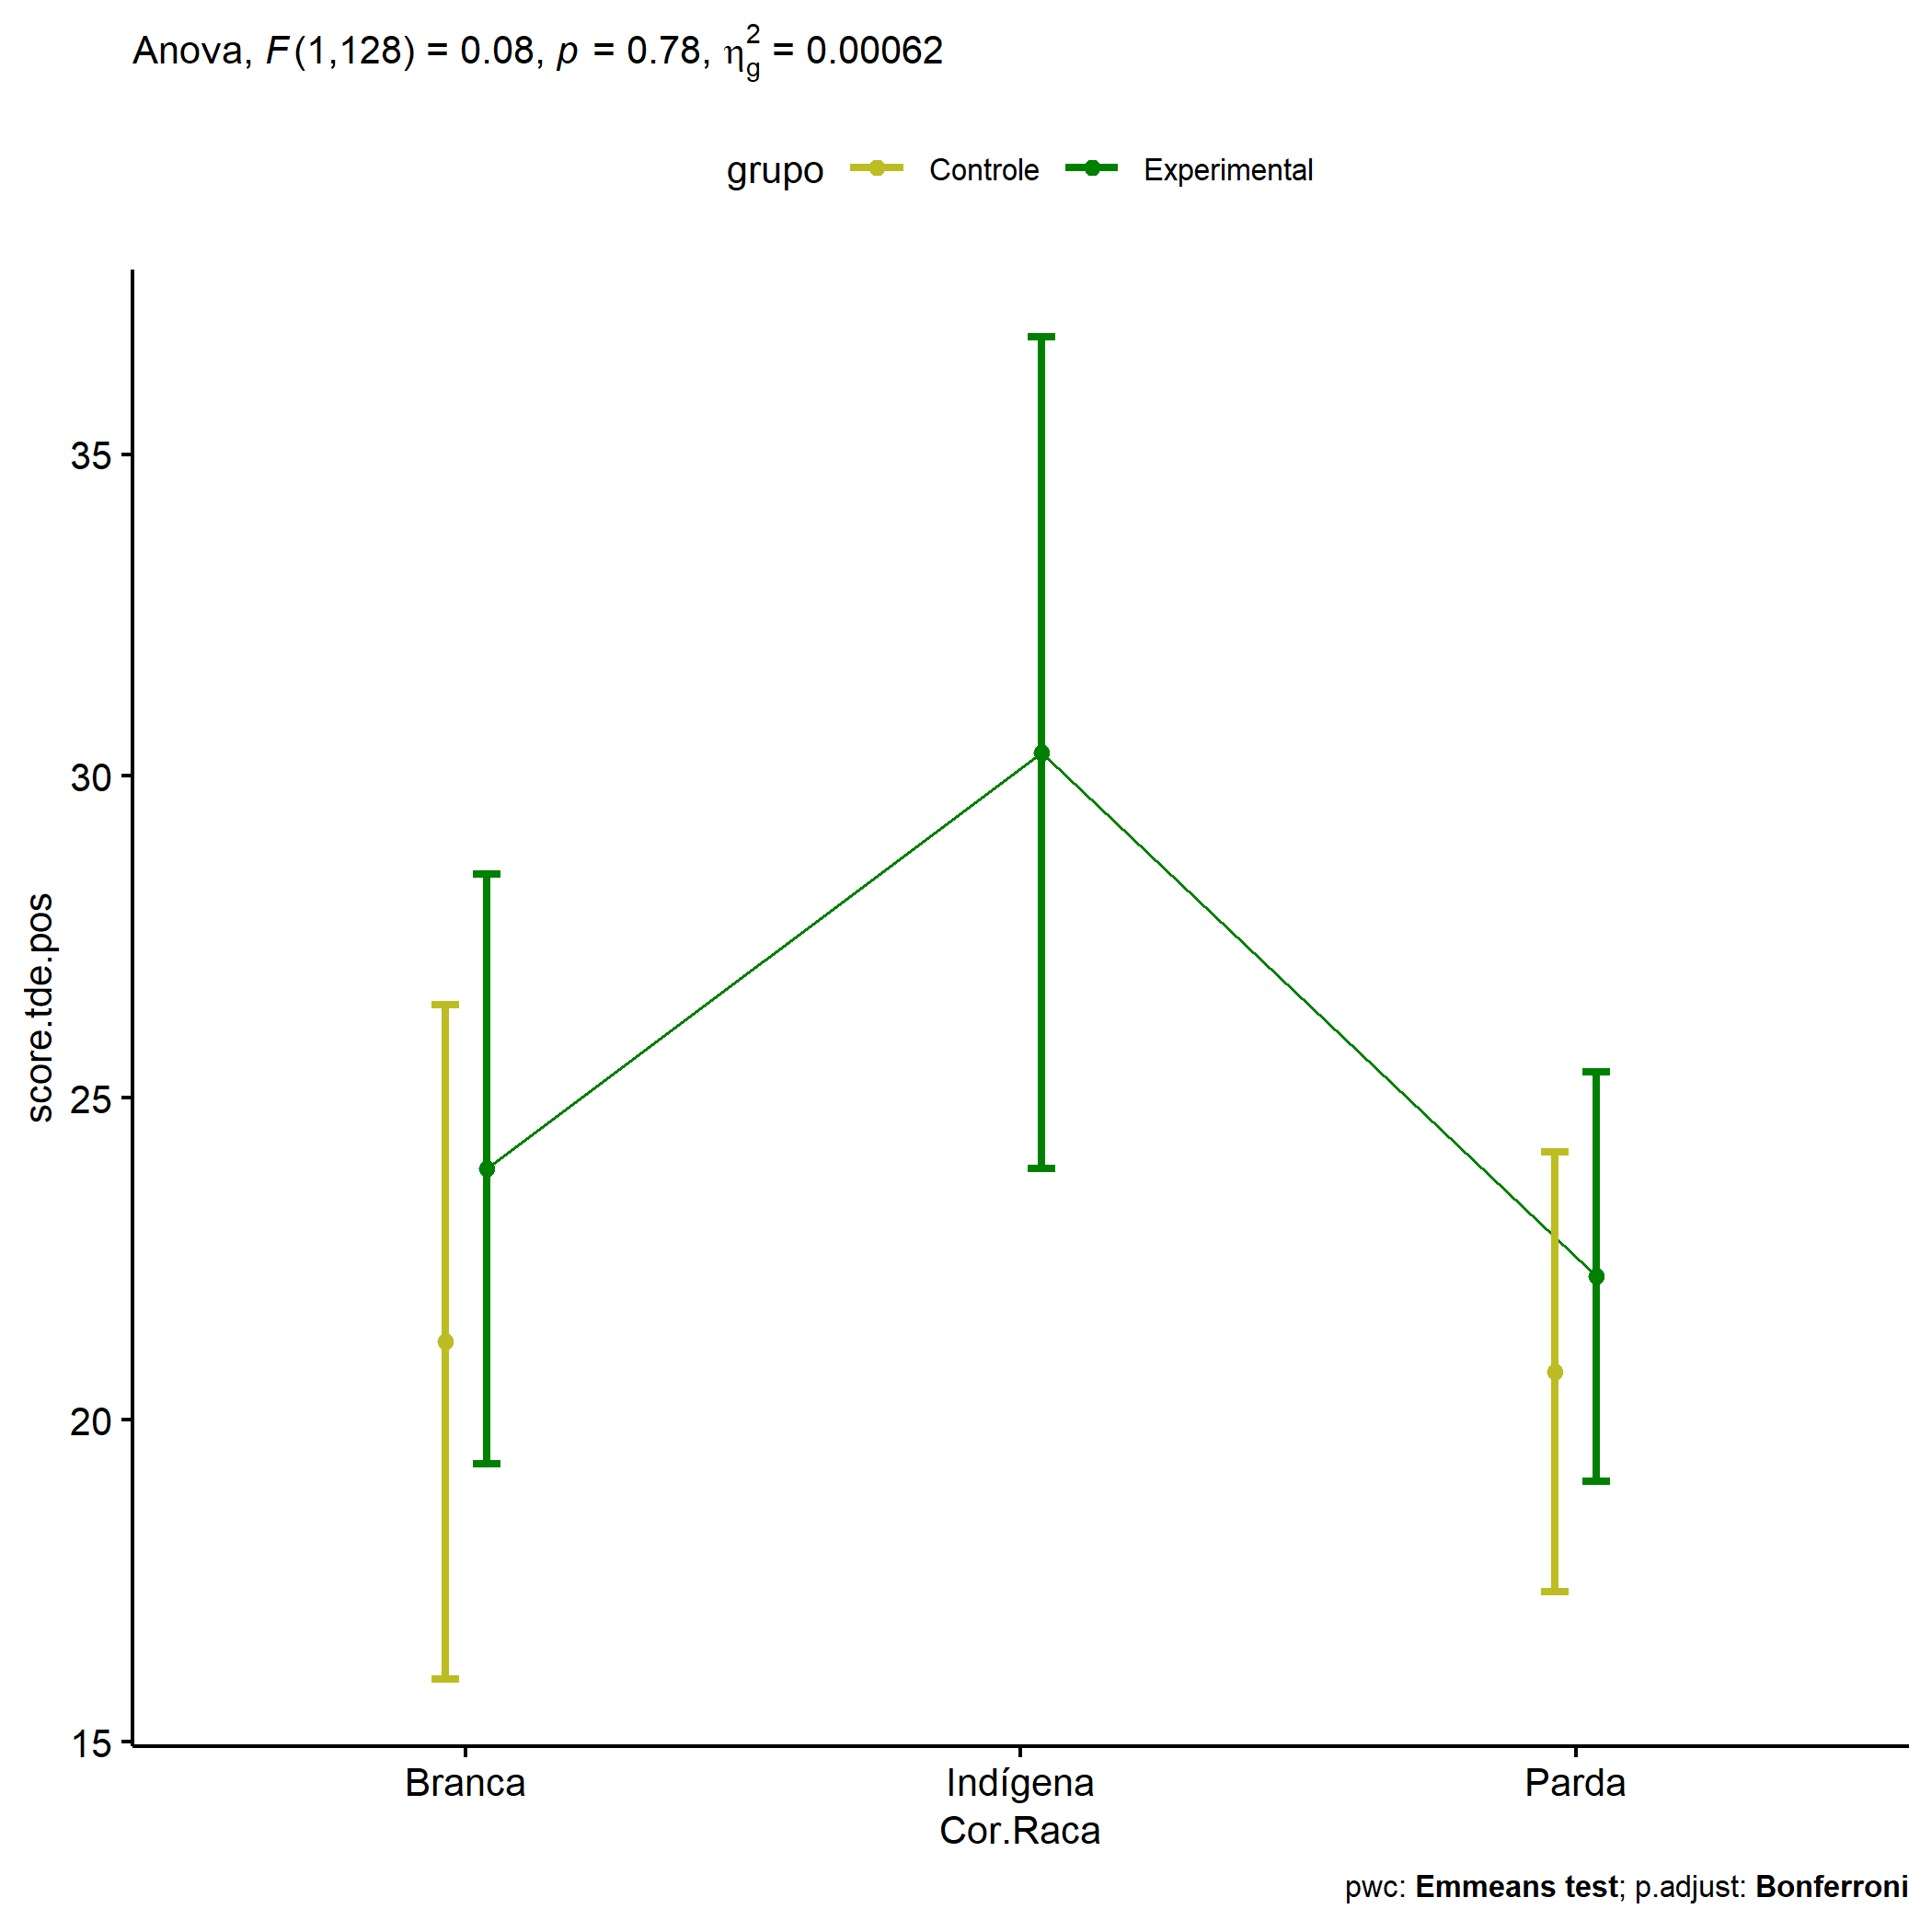 Anova, F(1,128) = 0.08, p = 0.78, η²g = 0.00062
grupo Controle Experimental
35
30
25
20
15
score.tde.pos
Branca Indígena Parda
Cor.Raca
pwc: Emmeans test; p.adjust: Bonferroni